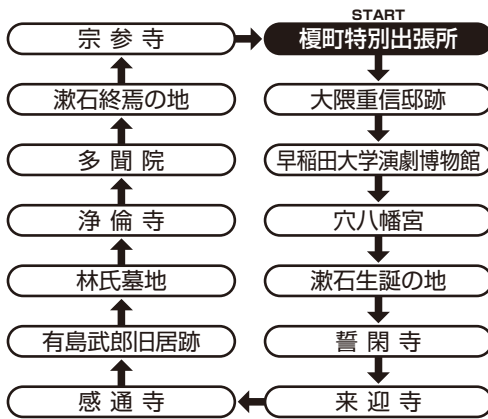 START
榎町特別出張所
大隈重信邸跡
早稲田大学演劇博物館
穴八幡宮
漱石生誕の地
誓閑寺
来迎寺
感通寺
有島武郎旧居跡
林氏墓地
浄倫寺
多聞院
漱石終焉の地
宗参寺